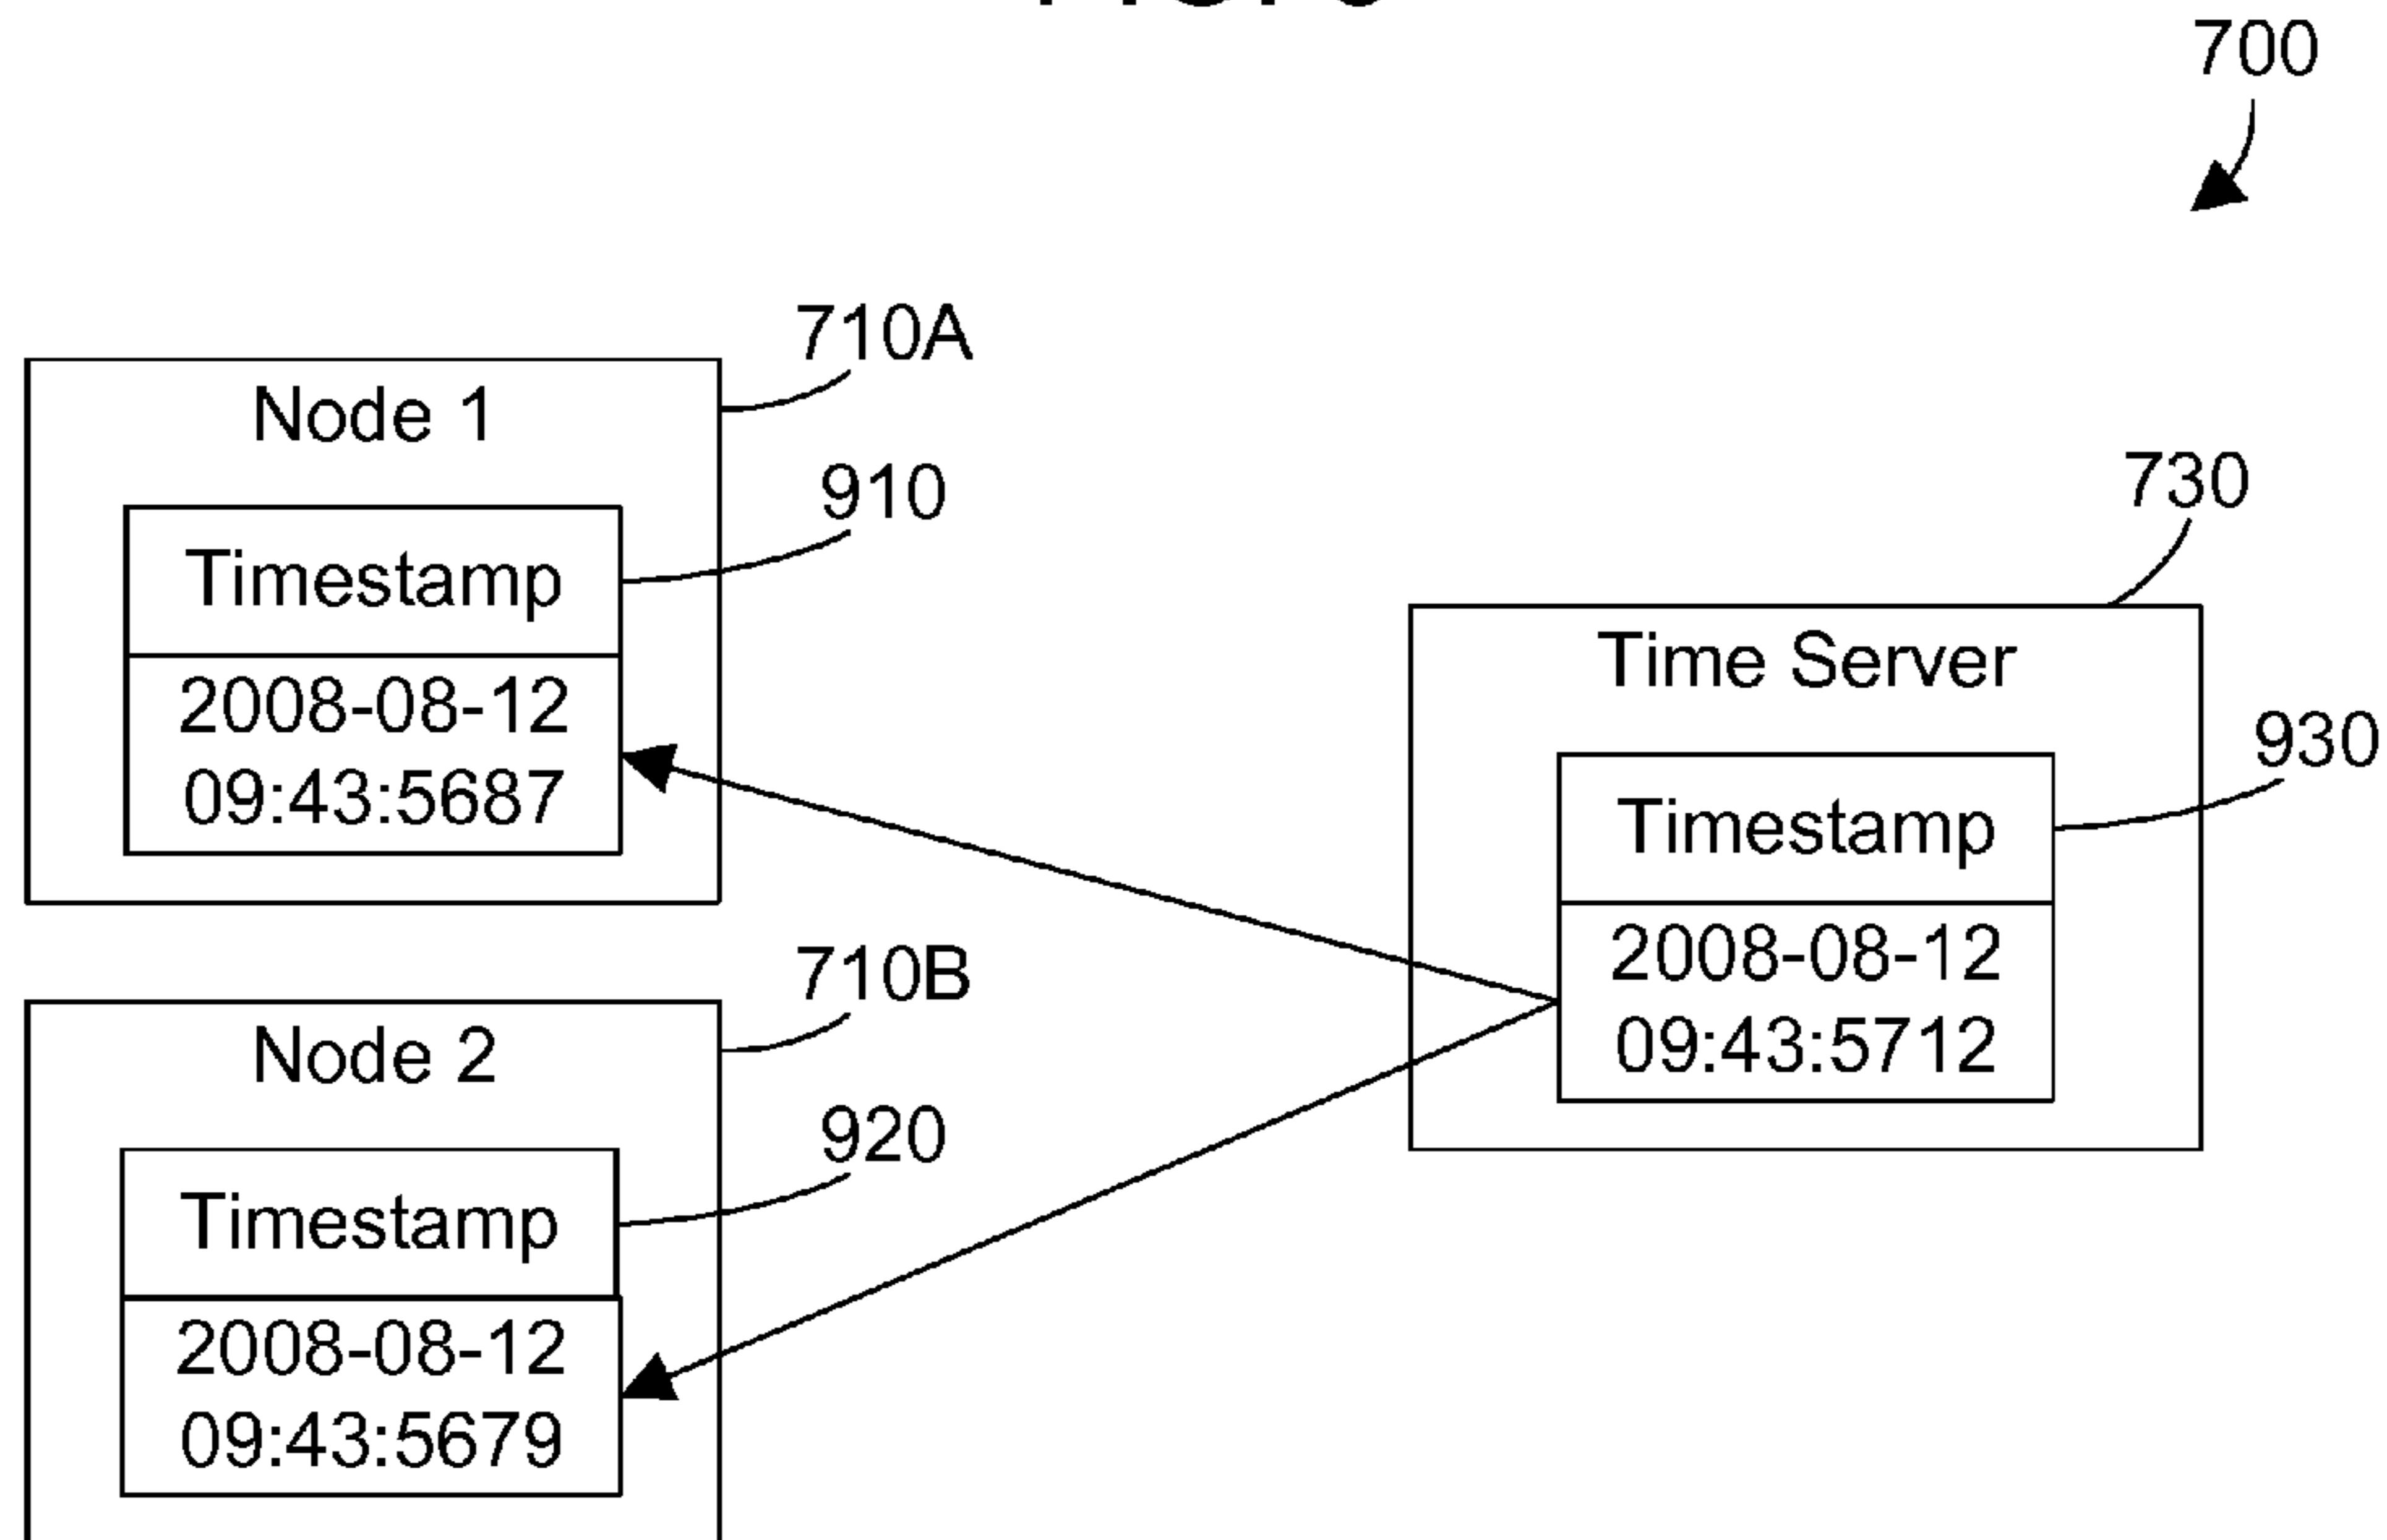 700
710A
Node 1
910
Timestamp
2008-08-12
09:43:5687
730
Time Server
930
Timestamp
2008-08-12
09:43:5712
710B
Node 2
920
Timestamp
2008-08-12
09:43:5679